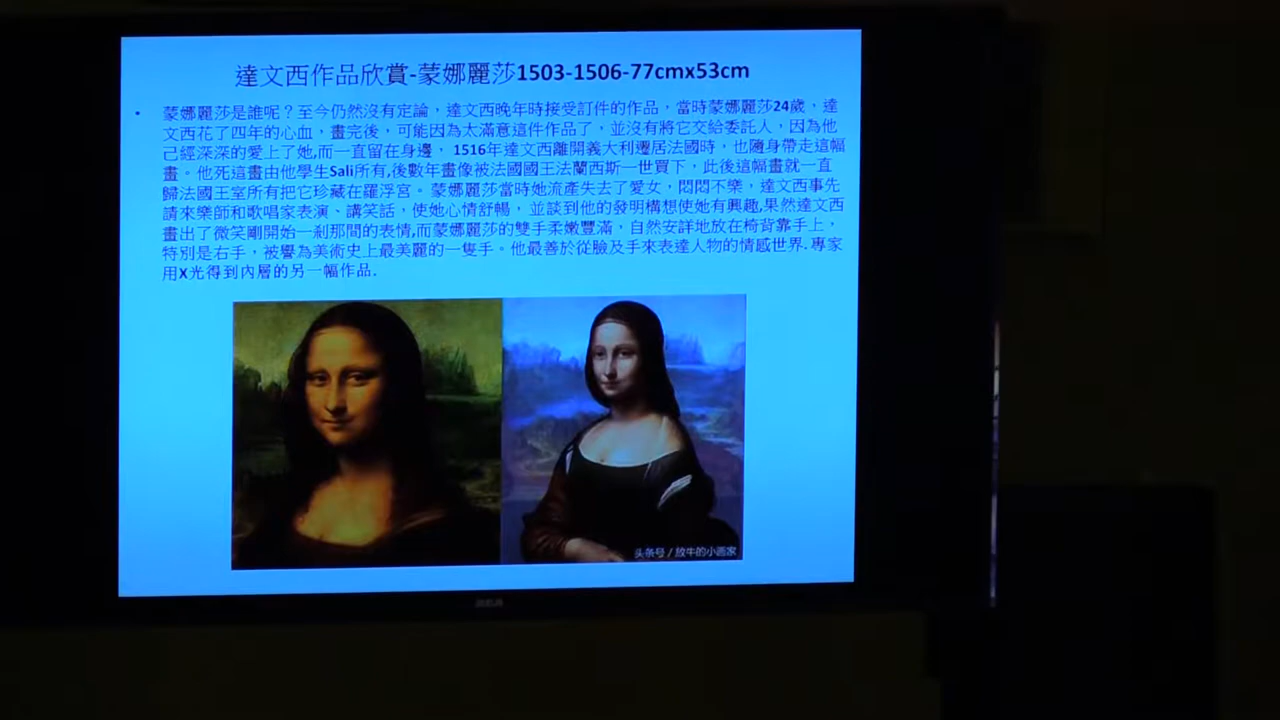 達文西作品欣賞-蒙娜麗莎1503-1506-77cmx53cm
• 蒙娜麗莎是誰呢？至今仍然沒有定論，達文西晚年時接受訂件的作品，當時蒙娜麗莎24歲，達
文西花了四年的心血，畫完後，可能因為太滿意這件作品了，並沒有將它交給委託人，因為他
己經深深的愛上了她,而一直留在身邊， 1516年達文西離開義大利遷居法國時，也隨身帶走這幅
畫。他死這畫由他學生Sali所有,後數年畫像被法國國王法蘭西斯一世買下，此後這幅畫就一直
歸法國王室所有把它珍藏在羅浮宮。 蒙娜麗莎當時她流產失去了愛女，悶悶不樂，達文西事先
請來樂師和歌唱家表演、講笑話，使她心情舒暢， 並談到他的發明構想使她有興趣,果然達文西
畫出了微笑剛開始一剎那間的表情,而蒙娜麗莎的雙手柔嫩豐滿，自然安詳地放在椅背靠手上，
特別是右手，被譽為美術史上最美麗的一隻手。他最善於從臉及手來表達人物的情感世界. 專家
用X光得到內層的另一幅作品.
头条号 / 放牛的小画家